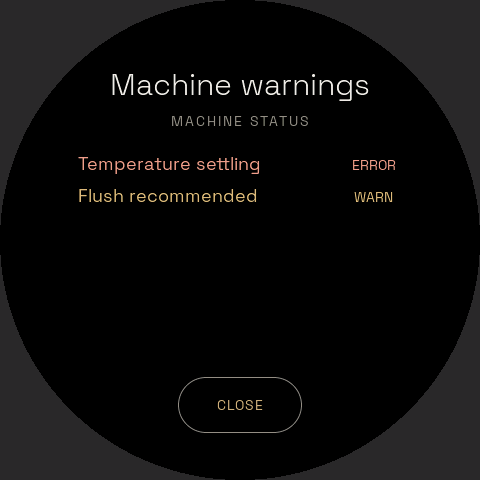 Machine warnings
MACHINE STATUS
Temperature settling ERROR
Flush recommended WARN
CLOSE